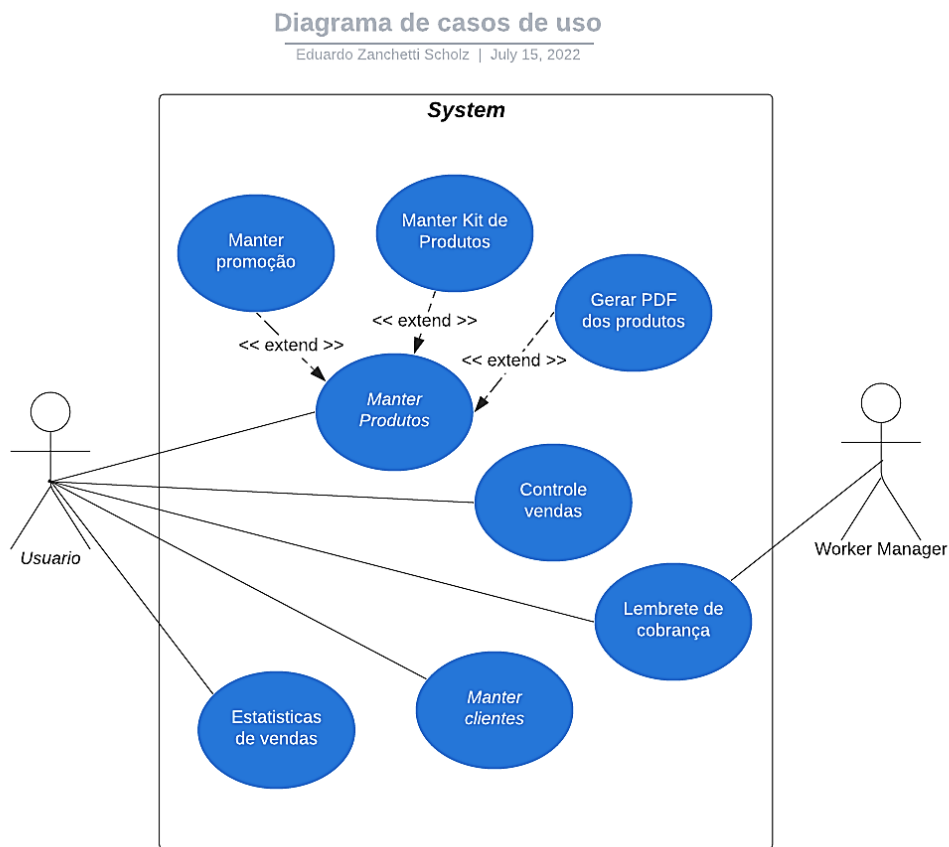 Diagrama de casos de uso
Eduardo Zanchetti Scholz | July 15, 2022
System
Manter
promoção
Manter Kit de
Produtos
Gerar PDF
dos produtos
<< extend >>
<< extend >>
<< extend >>
Manter
Produtos
Controle
vendas
Usuario
Worker Manager
Lembrete de
cobrança
Manter
clientes
Estatisticas
de vendas